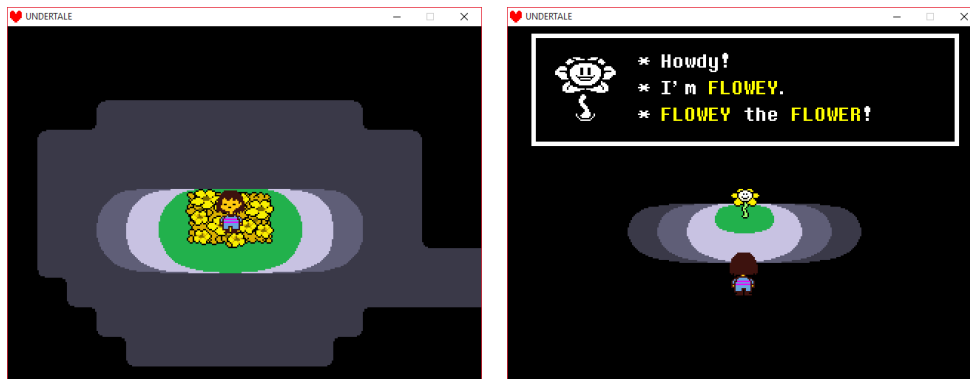 UNDERTALE
UNDERTALE
* Howdy!
* I'm FLOWEY.
* FLOWEY the FLOWER!